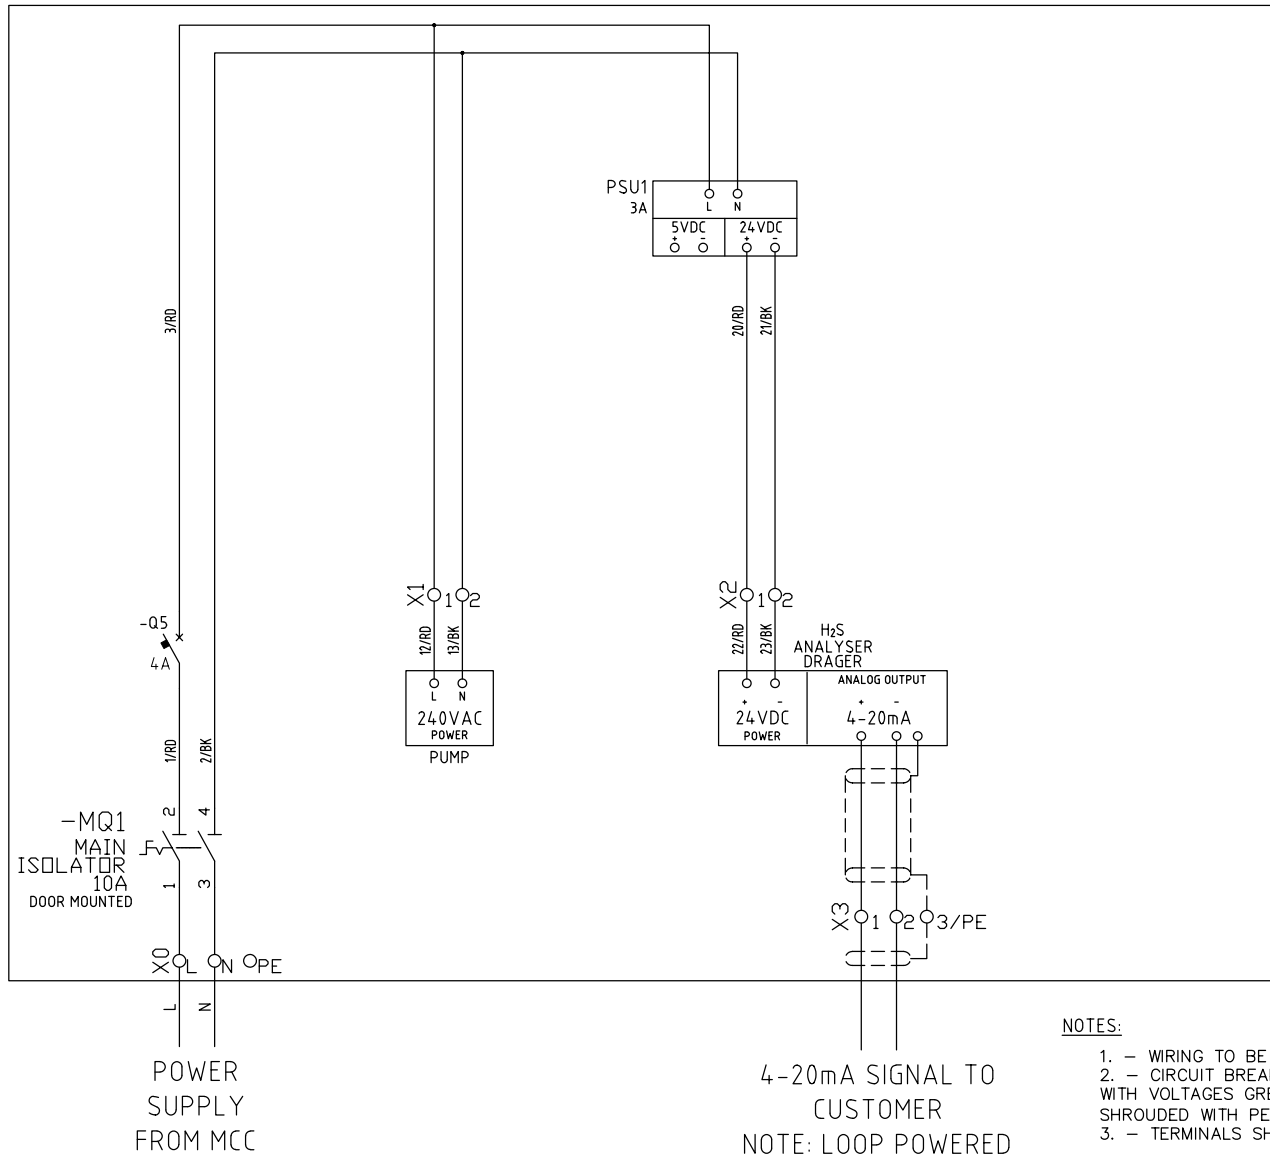 PSU1
3A
L N
5VDC 24VDC
+ - + -
3/RD
20/RD
21/BK
X1 1 2
X2 1 2
12/RD
13/BK
22/RD
23/BK
-Q5
4A
H₂S
ANALYSER
DRAGER
L N
240VAC
POWER
PUMP
+ -
24VDC
POWER
ANALOG OUTPUT
+ -
4-20mA
1/RD
2/BK
2 4
-MQ1
MAIN
ISOLATOR
10A
DOOR MOUNTED
1 3
X3 1 2 3/PE
X0 L N PE
L N
POWER
SUPPLY
FROM MCC
4-20mA SIGNAL TO
CUSTOMER
NOTE: LOOP POWERED
NOTES:
1. - WIRING TO BE
2. - CIRCUIT BREA
WITH VOLTAGES GRE
SHROUDED WITH PE
3. - TERMINALS SH